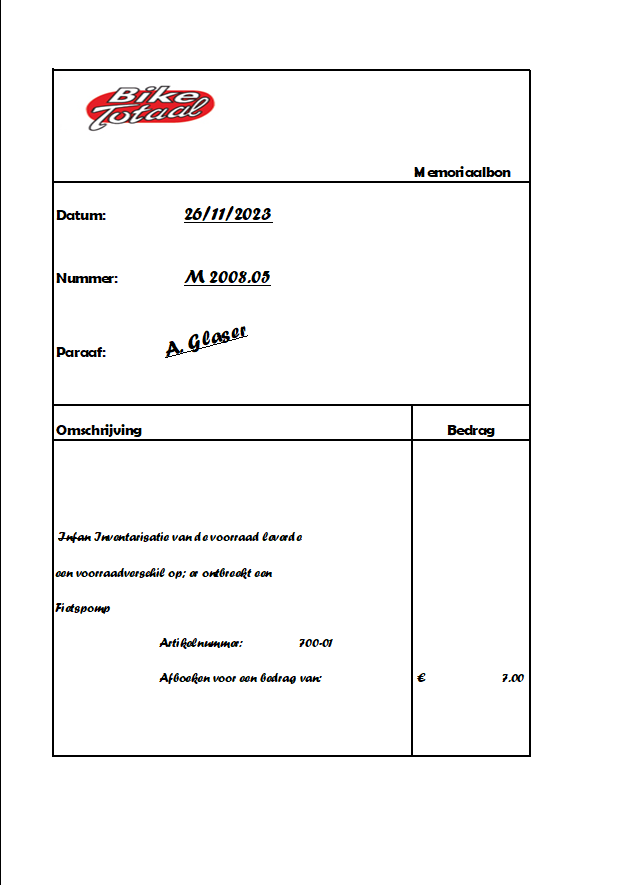 Bike
Totaal
Memoriaalbon
Datum: 26/11/2023
Nummer: M 2008.05
Paraaf: A. Glaser
Omschrijving Bedrag
Infan Inventarisatie van de voorraad leverde
een voorraadverschil op; er ontbreekt een
Fietspomp
Artikelnummer: 700-01
Afboeken voor een bedrag van: € 7.00